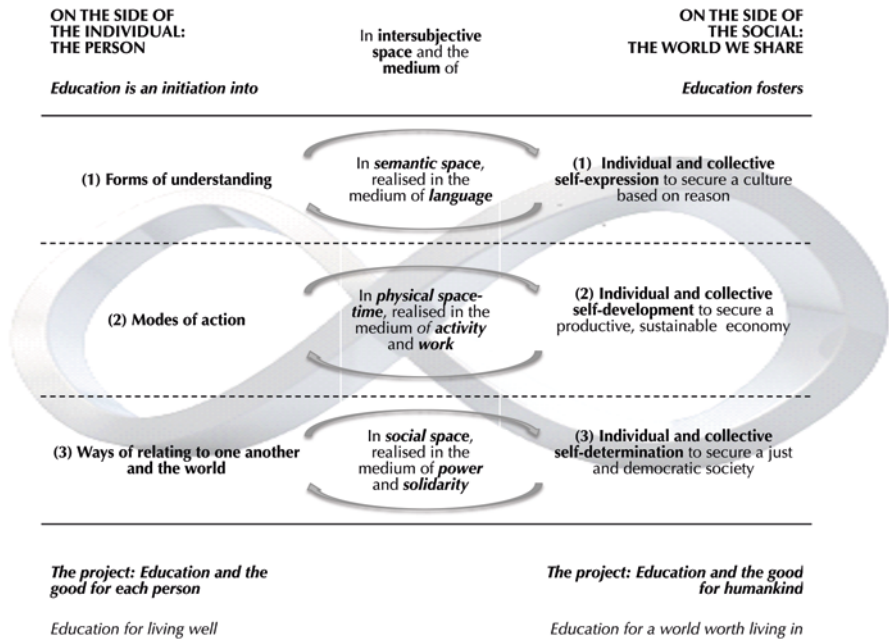 ON THE SIDE OF
THE INDIVIDUAL:
THE PERSON
Education is an initiation into
In intersubjective
space and the
medium of
ON THE SIDE OF
THE SOCIAL:
THE WORLD WE SHARE
Education fosters
(1) Forms of understanding
In semantic space,
realised in the
medium of language
(1) Individual and collective
self-expression to secure a culture
based on reason
(2) Modes of action
In physical space-
time, realised in the
medium of activity
and work
(2) Individual and collective
self-development to secure a
productive, sustainable economy
(3) Ways of relating to one another
and the world
In social space,
realised in the
medium of power
and solidarity
(3) Individual and collective
self-determination to secure a just
and democratic society
The project: Education and the
good for each person
Education for living well
The project: Education and the good
for humankind
Education for a world worth living in